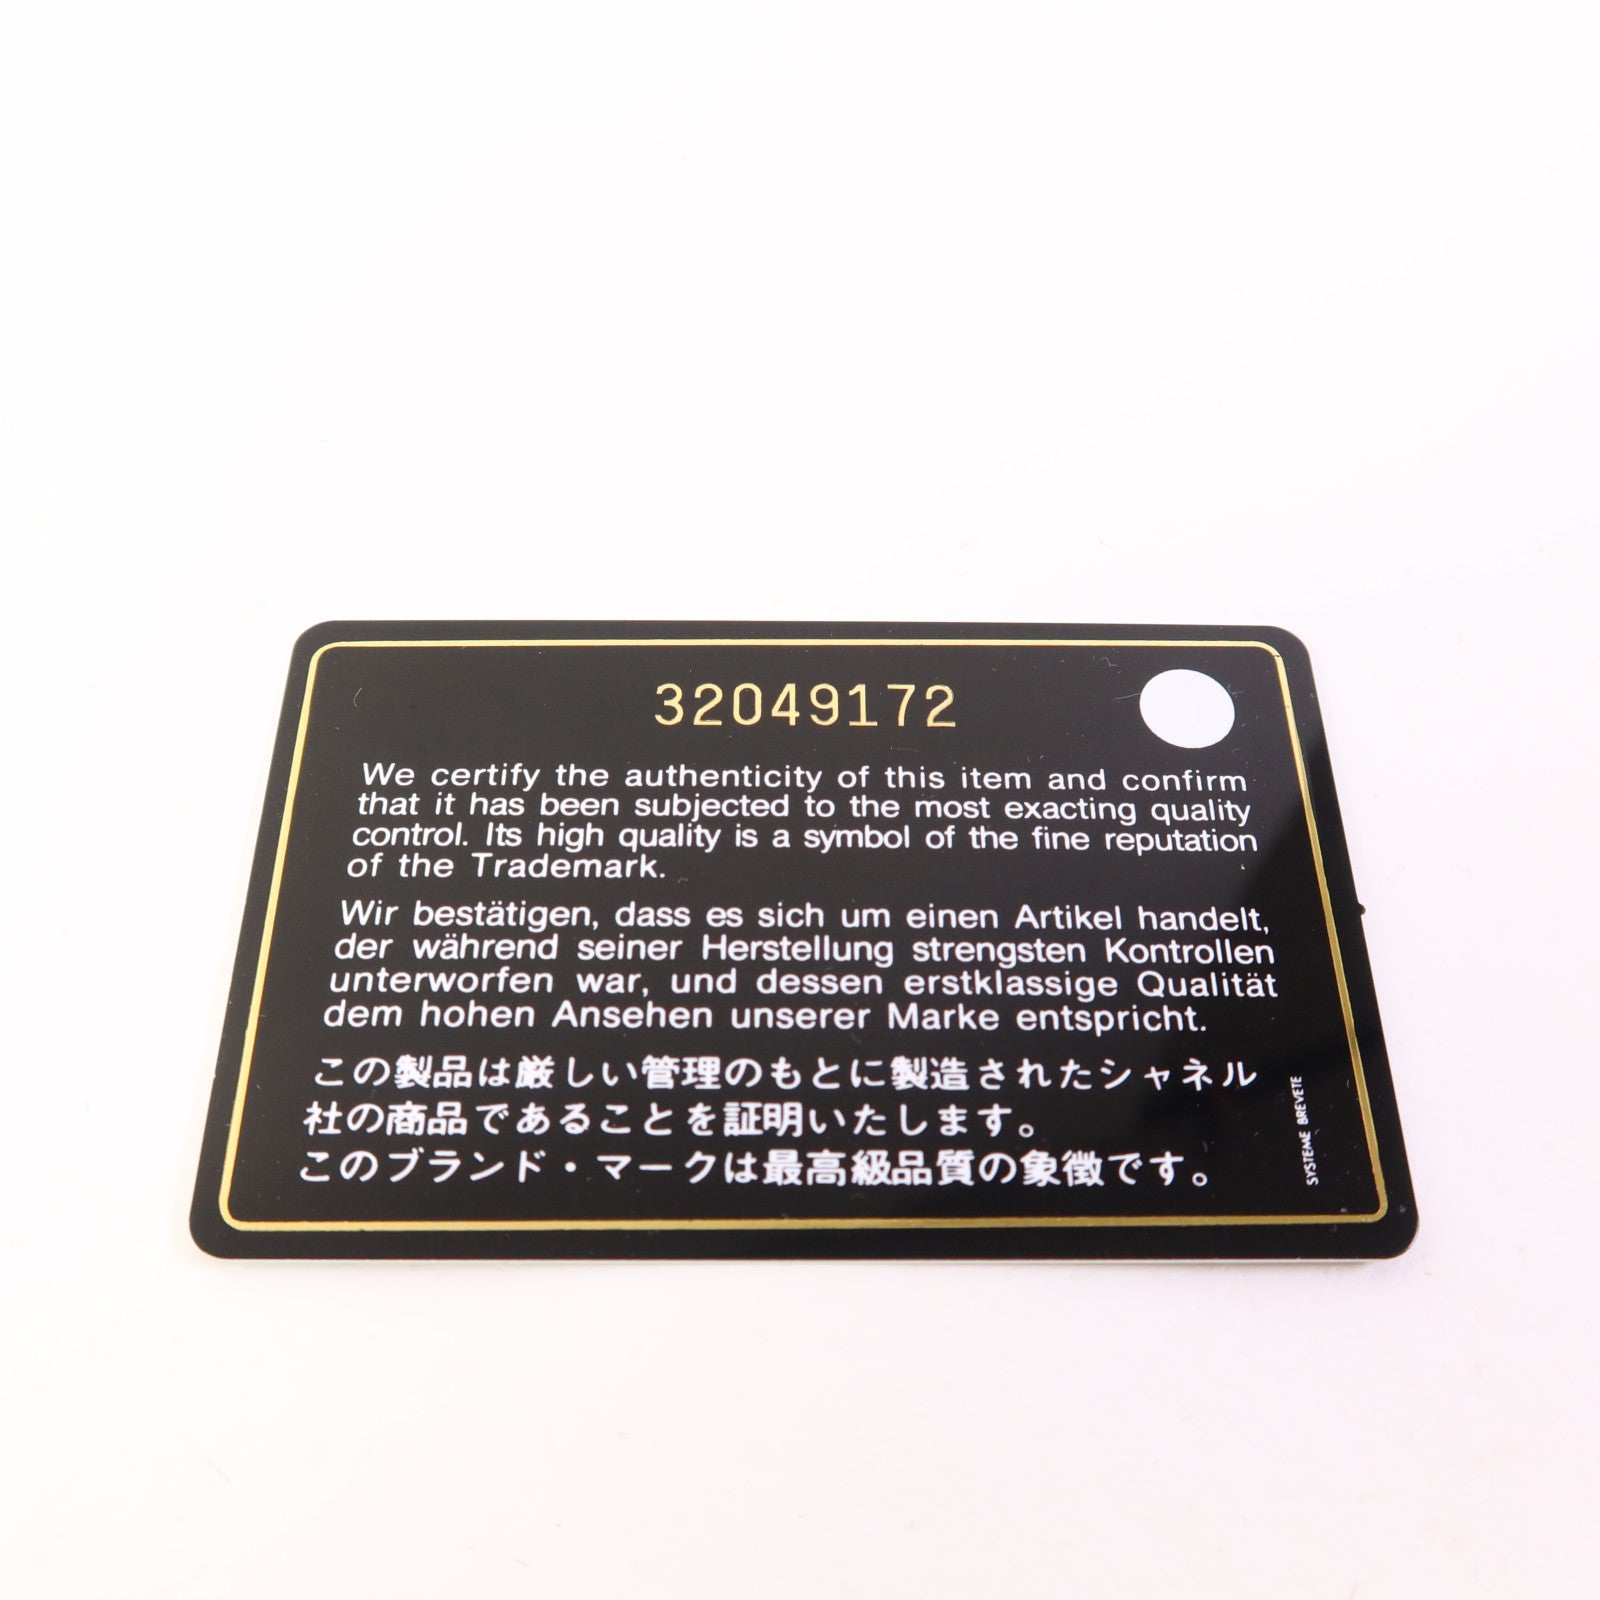 32049172
We certify the authenticity of this item and confirm
that it has been subjected to the most exacting quality
control. Its high quality is a symbol of the fine reputation
of the Trademark.
Wir bestätigen, dass es sich um einen Artikel handelt,
der während seiner Herstellung strengsten Kontrollen
unterworfen war, und dessen erstklassige Qualität
dem hohen Ansehen unserer Marke entspricht.
この製品は厳しい管理のもとに製造されたシャネル
社の商品であることを証明いたします。
このブランド・マークは最高級品質の象徴です。
SYSTEME BREVETE